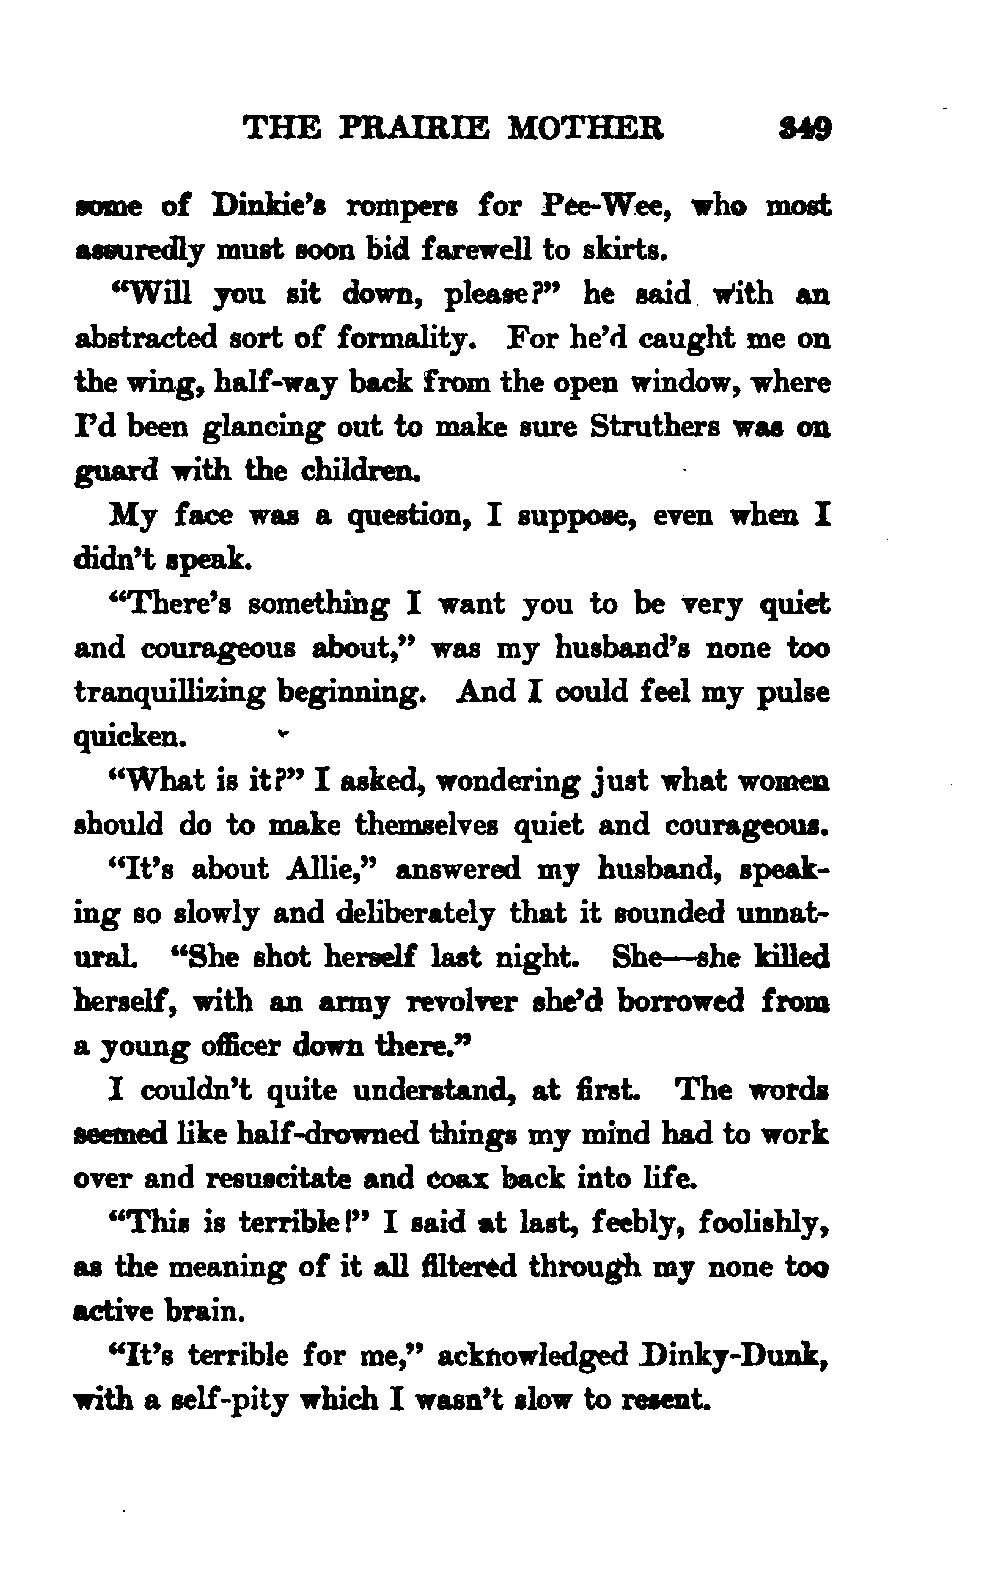 THE PRAIRIE MOTHER 349
some of Dinkie's rompers for Pee-Wee, who most
assuredly must soon bid farewell to skirts.
"Will you sit down, please?" he said with an
abstracted sort of formality. For he'd caught me on
the wing, half-way back from the open window, where
I'd been glancing out to make sure Struthers was on
guard with the children.
My face was a question, I suppose, even when I
didn't speak.
"There's something I want you to be very quiet
and courageous about," was my husband's none too
tranquillizing beginning. And I could feel my pulse
quicken.
"What is it?" I asked, wondering just what women
should do to make themselves quiet and courageous.
"It's about Allie," answered my husband, speak-
ing so slowly and deliberately that it sounded unnat-
ural. "She shot herself last night. She—she killed
herself, with an army revolver she'd borrowed from
a young officer down there."
I couldn't quite understand, at first. The words
seemed like half-drowned things my mind had to work
over and resuscitate and coax back into life.
"This is terrible!" I said at last, feebly, foolishly,
as the meaning of it all filtered through my none too
active brain.
"It's terrible for me," acknowledged Dinky-Dunk,
with a self-pity which I wasn't slow to resent.